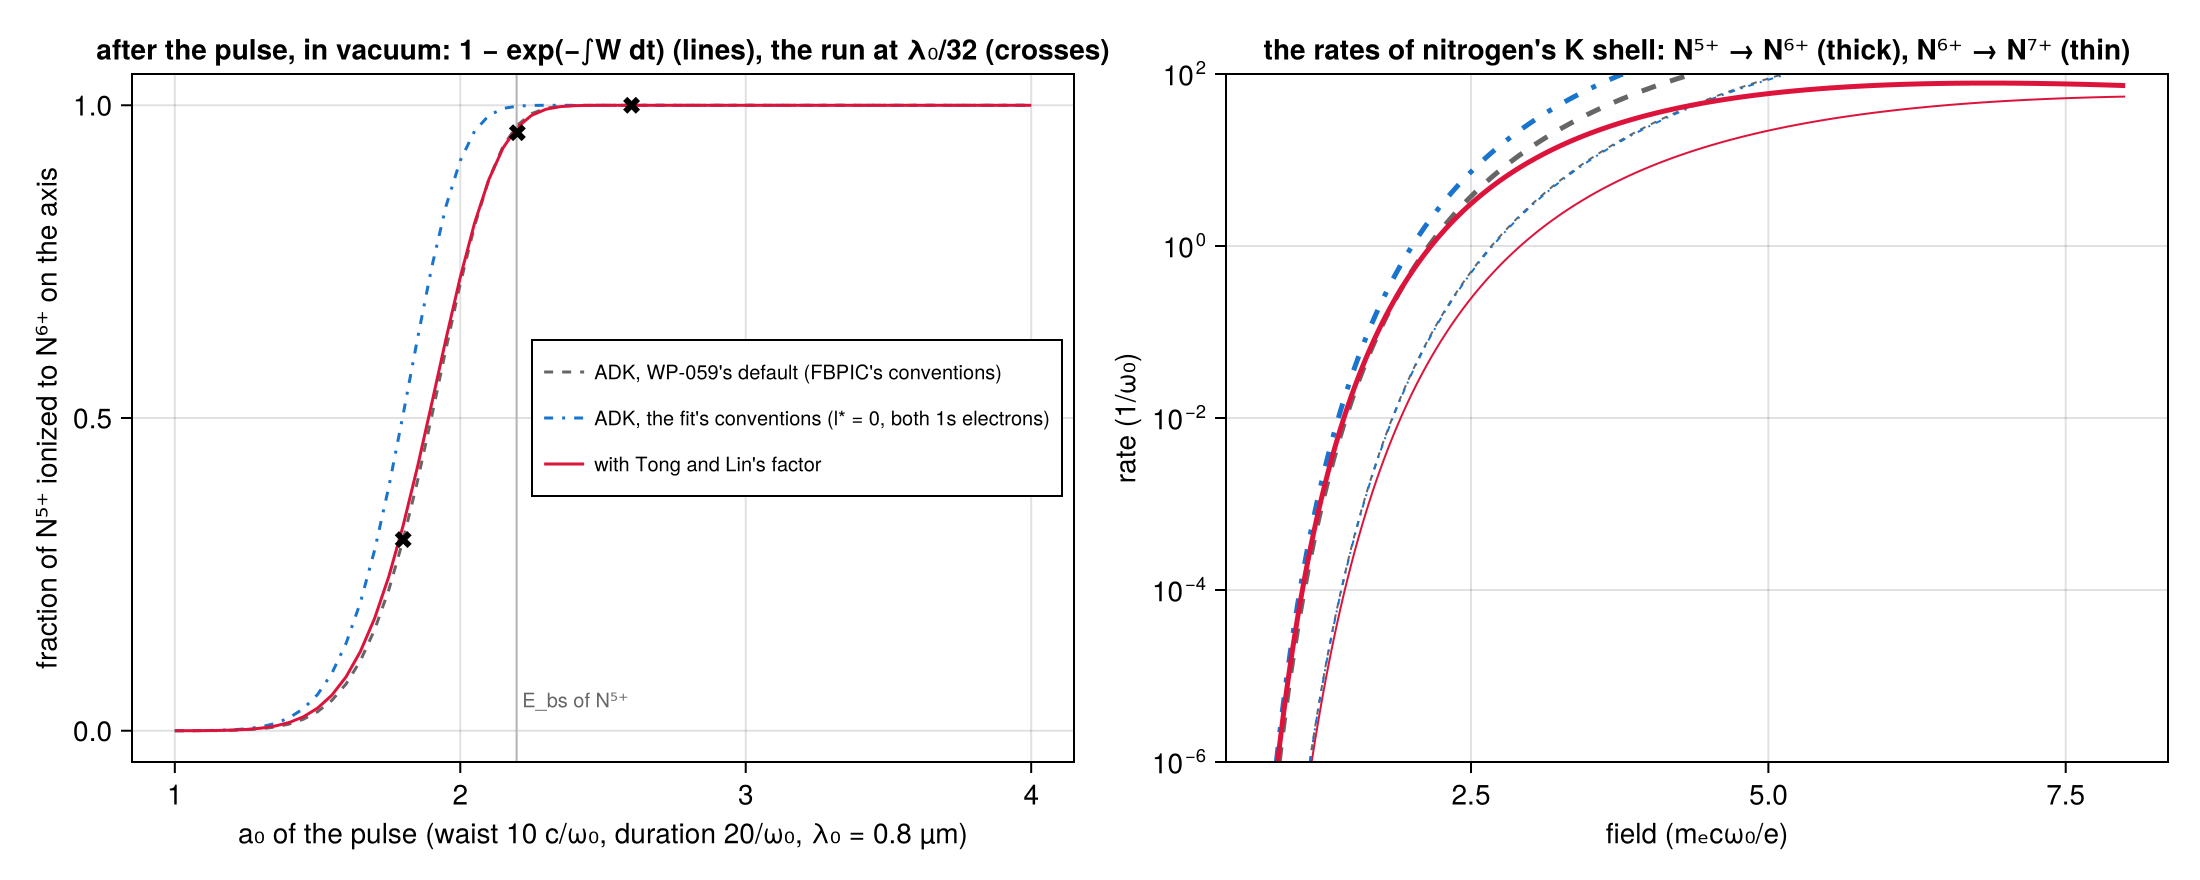 after the pulse, in vacuum: 1 − exp(−∫W dt) (lines), the run at λ₀/32 (crosses)
1.0
0.5
0.0
fraction of N⁵⁺ ionized to N⁶⁺ on the axis
ADK, WP-059's default (FBPIC's conventions)
ADK, the fit's conventions (l* = 0, both 1s electrons)
with Tong and Lin's factor
E_bs of N⁵⁺
1 2 3 4
a₀ of the pulse (waist 10 c/ω₀, duration 20/ω₀, λ₀ = 0.8 μm)
the rates of nitrogen's K shell: N⁵⁺ → N⁶⁺ (thick), N⁶⁺ → N⁷⁺ (thin)
10²
10⁰
10⁻²
10⁻⁴
10⁻⁶
rate (1/ω₀)
2.5 5.0 7.5
field (mₑcω₀/e)